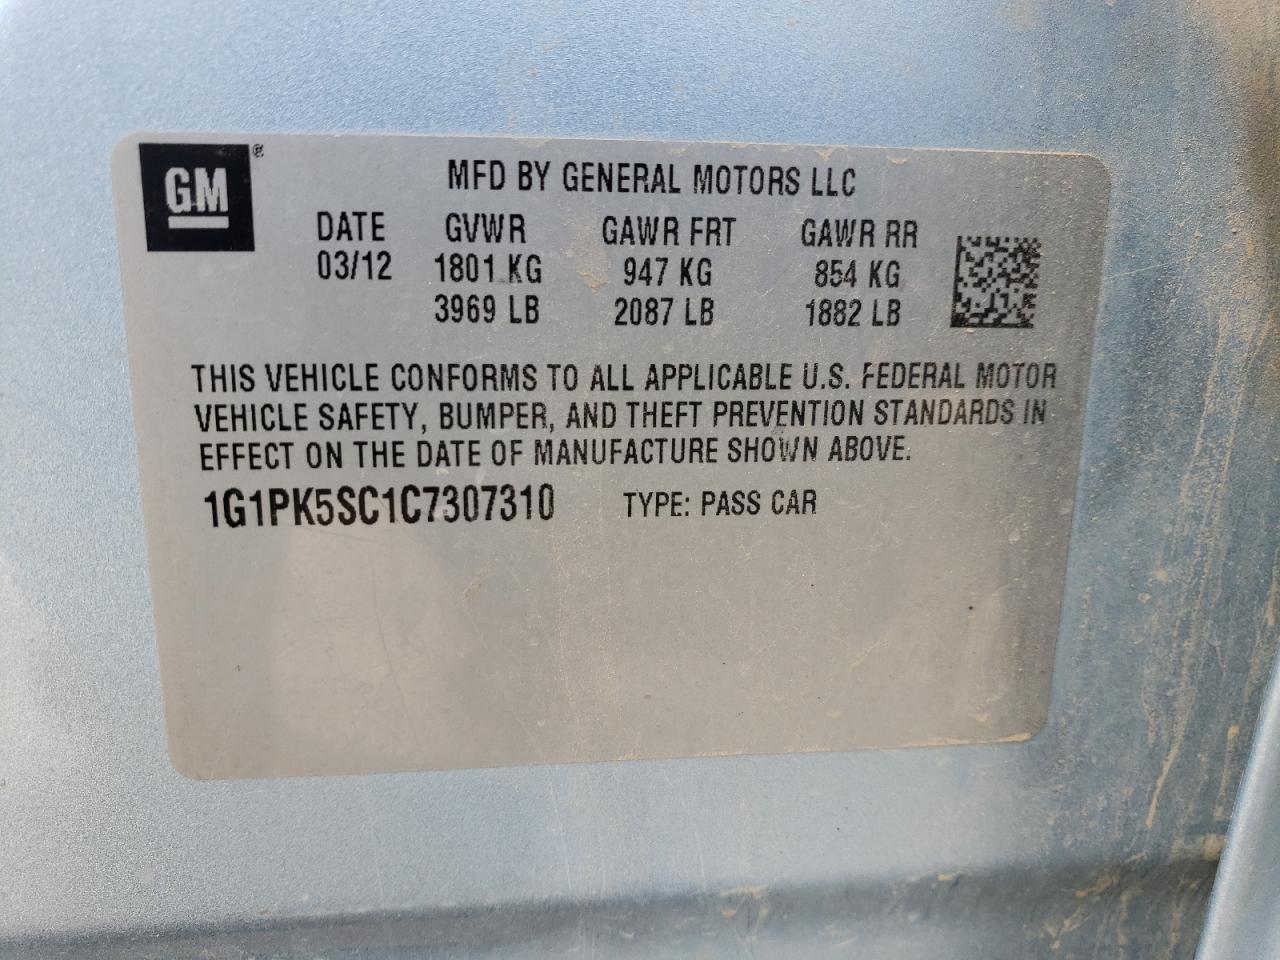 GM
MFD BY GENERAL MOTORS LLC
DATE GVWR GAWR FRT GAWR RR
03/12 1801 KG 947 KG 854 KG
3969 LB 2087 LB 1882 LB
THIS VEHICLE CONFORMS TO ALL APPLICABLE U.S. FEDERAL MOTOR
VEHICLE SAFETY, BUMPER, AND THEFT PREVENTION STANDARDS IN
EFFECT ON THE DATE OF MANUFACTURE SHOWN ABOVE.
1G1PK5SC1C7307310 TYPE: PASS CAR